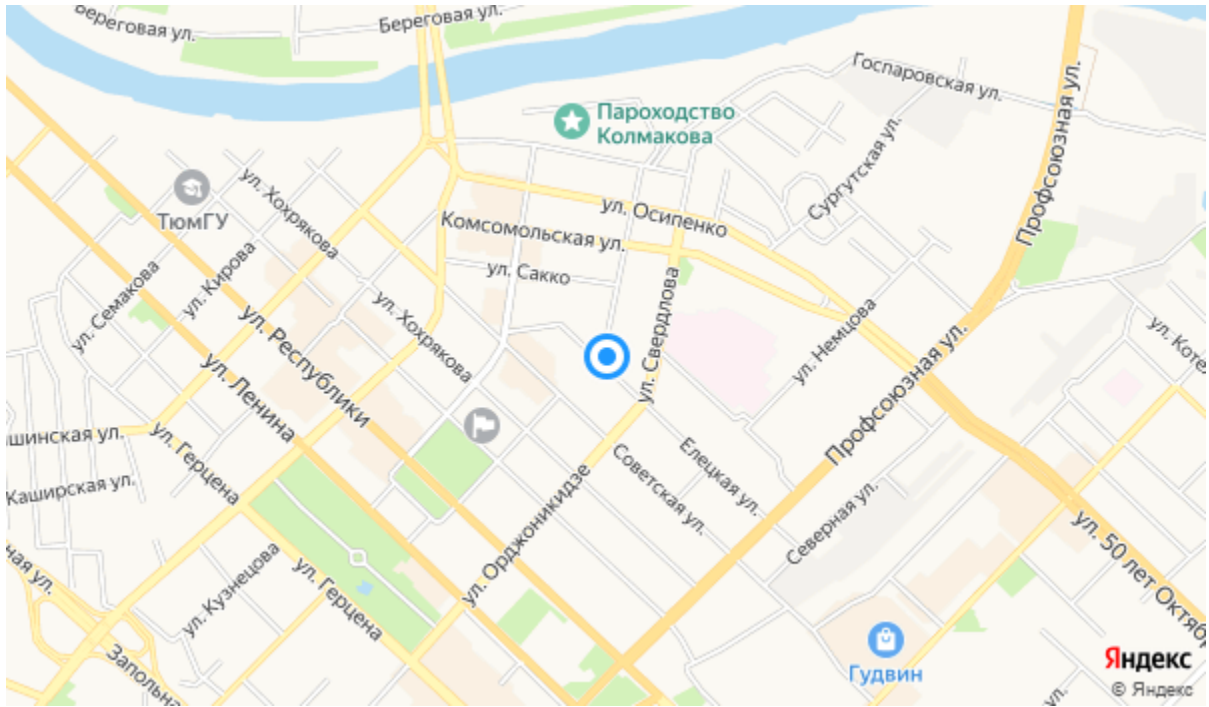 Береговая ул.
Береговая ул.
Госпаровская ул.
Пароходство
Колмакова
Профсоюзная ул.
Сургутская ул.
ул. Хохрякова
ТюмГУ
ул. Осипенко
Комсомольская ул.
ул. Сакко
ул. Семакова
ул. Кирова
ул. Хохрякова
ул. Свердлова
ул. Немцова
ул. Коте
ул. Республики
ул. Ленина
Профсоюзная ул.
шинская ул.
ул. Герцена
Каширская ул.
Елецкая ул.
Советская ул.
Северная ул.
ул. Орджоникидзе
ул. 50 лет Октябр
ная ул.
ул. Кузнецова
ул. Герцена
Запольна
Гудвин
ул.
Яндекс
© Яндекс